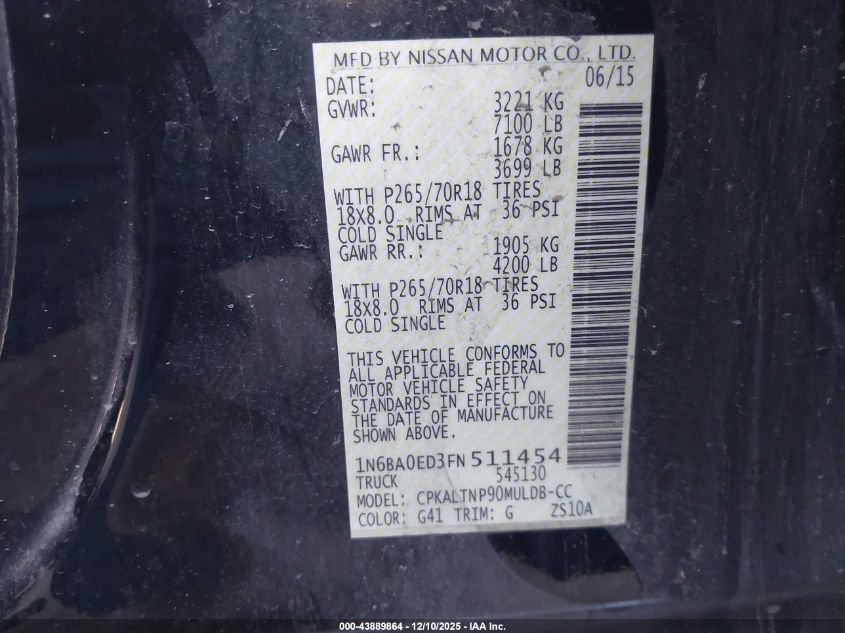 MFD BY NISSAN MOTOR CO., LTD.
DATE: 06/15
GVWR: 3221 KG
7100 LB
GAWR FR.: 1678 KG
3699 LB
WITH P265/70R18 TIRES
18X8.0 RIMS AT 36 PSI
COLD SINGLE
GAWR RR.: 1905 KG
4200 LB
WITH P265/70R18 TIRES
18X8.0 RIMS AT 36 PSI
COLD SINGLE
THIS VEHICLE CONFORMS TO
ALL APPLICABLE FEDERAL
MOTOR VEHICLE SAFETY
STANDARDS IN EFFECT ON
THE DATE OF MANUFACTURE
SHOWN ABOVE.
1N6BA0ED3FN511454
TRUCK 545130
MODEL: CPKALTNP90MULDB-CC
COLOR: G41 TRIM: G ZS10A
000-43889864 — 12/10/2025 — IAA Inc.